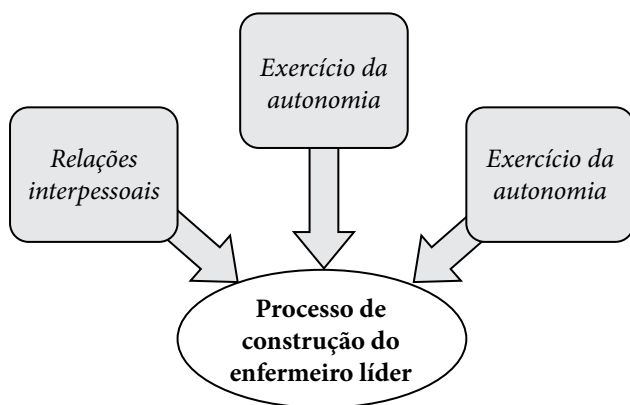 Exercício da
autonomia
Relações
interpessoais
Exercício da
autonomia
Processo de
construção do
enfermeiro líder